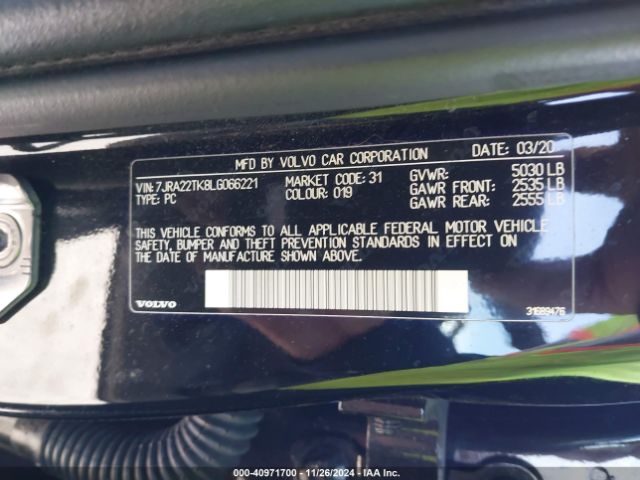 MFD BY VOLVO CAR CORPORATION DATE: 03/20
VIN: 7JRA22TK8LG066221 MARKET CODE: 31 GVWR: 5030 LB
TYPE: PC COLOUR: 019 GAWR FRONT: 2535 LB
GAWR REAR: 2555 LB
THIS VEHICLE CONFORMS TO ALL APPLICABLE FEDERAL MOTOR VEHICLE
SAFETY, BUMPER AND THEFT PREVENTION STANDARDS IN EFFECT ON
THE DATE OF MANUFACTURE SHOWN ABOVE.
VOLVO 31689476
000-40971700 - 11/26/2024 - IAA Inc.